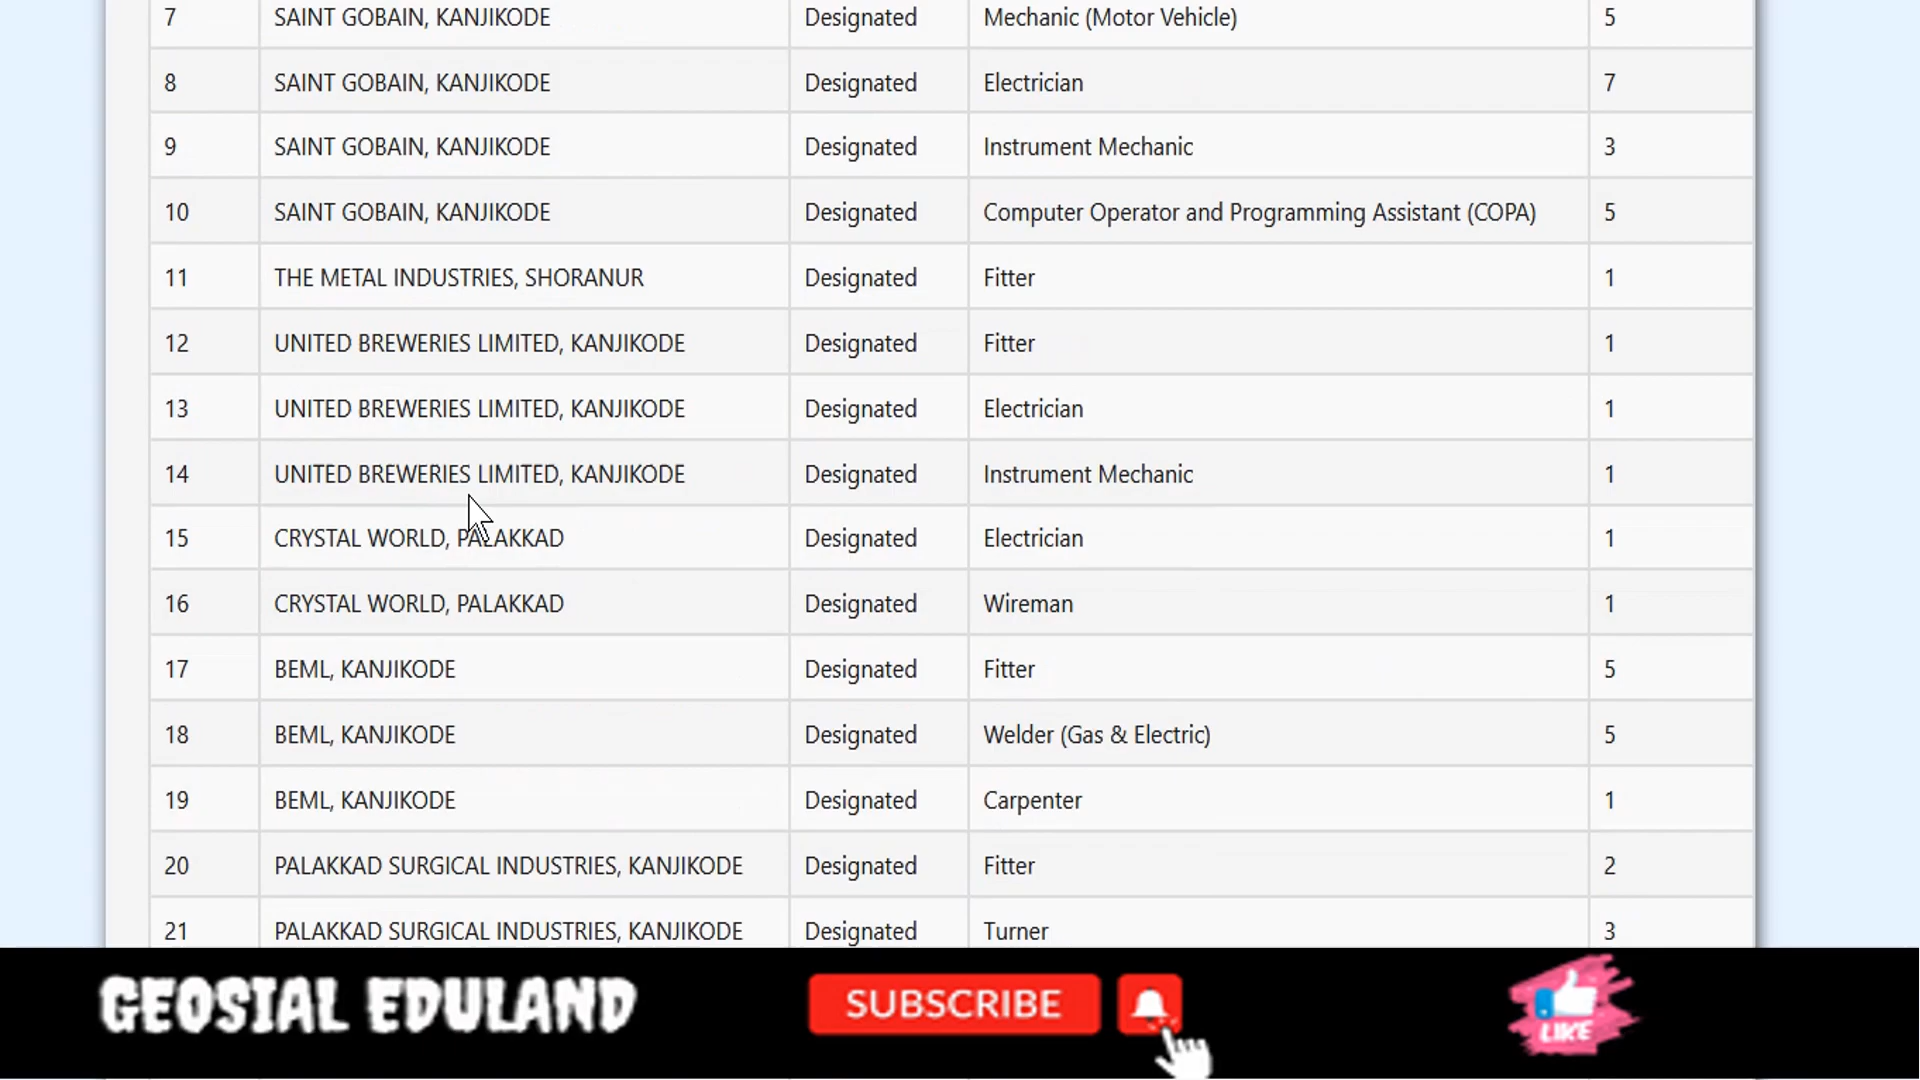 7 SAINT GOBAIN, KANJIKODE Designated Mechanic (Motor Vehicle) 5
8 SAINT GOBAIN, KANJIKODE Designated Electrician 7
9 SAINT GOBAIN, KANJIKODE Designated Instrument Mechanic 3
10 SAINT GOBAIN, KANJIKODE Designated Computer Operator and Programming Assistant (COPA) 5
11 THE METAL INDUSTRIES, SHORANUR Designated Fitter 1
12 UNITED BREWERIES LIMITED, KANJIKODE Designated Fitter 1
13 UNITED BREWERIES LIMITED, KANJIKODE Designated Electrician 1
14 UNITED BREWERIES LIMITED, KANJIKODE Designated Instrument Mechanic 1
15 CRYSTAL WORLD, PALAKKAD Designated Electrician 1
16 CRYSTAL WORLD, PALAKKAD Designated Wireman 1
17 BEML, KANJIKODE Designated Fitter 5
18 BEML, KANJIKODE Designated Welder (Gas & Electric) 5
19 BEML, KANJIKODE Designated Carpenter 1
20 PALAKKAD SURGICAL INDUSTRIES, KANJIKODE Designated Fitter 2
21 PALAKKAD SURGICAL INDUSTRIES, KANJIKODE Designated Turner 3
GEOSIAL EDULAND SUBSCRIBE LIKE